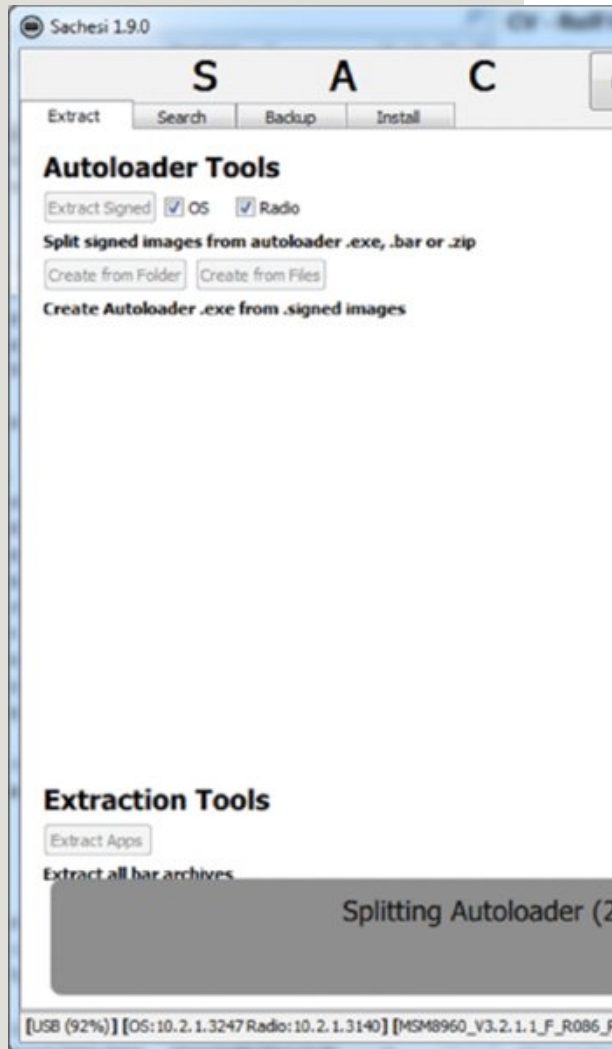 Sachesi 1.9.0
S A C
Extract Search Backup Install
Autoloader Tools
Extract Signed OS Radio
Split signed images from autoloader .exe, .bar or .zip
Create from Folder Create from Files
Create Autoloader .exe from .signed images
Extraction Tools
Extract Apps
Extract all bar archives
Splitting Autoloader (2
[USB (92%)] [OS:10.2.1.3247 Radio:10.2.1.3140] [MSM8960_V3.2.1.1_F_R086_R